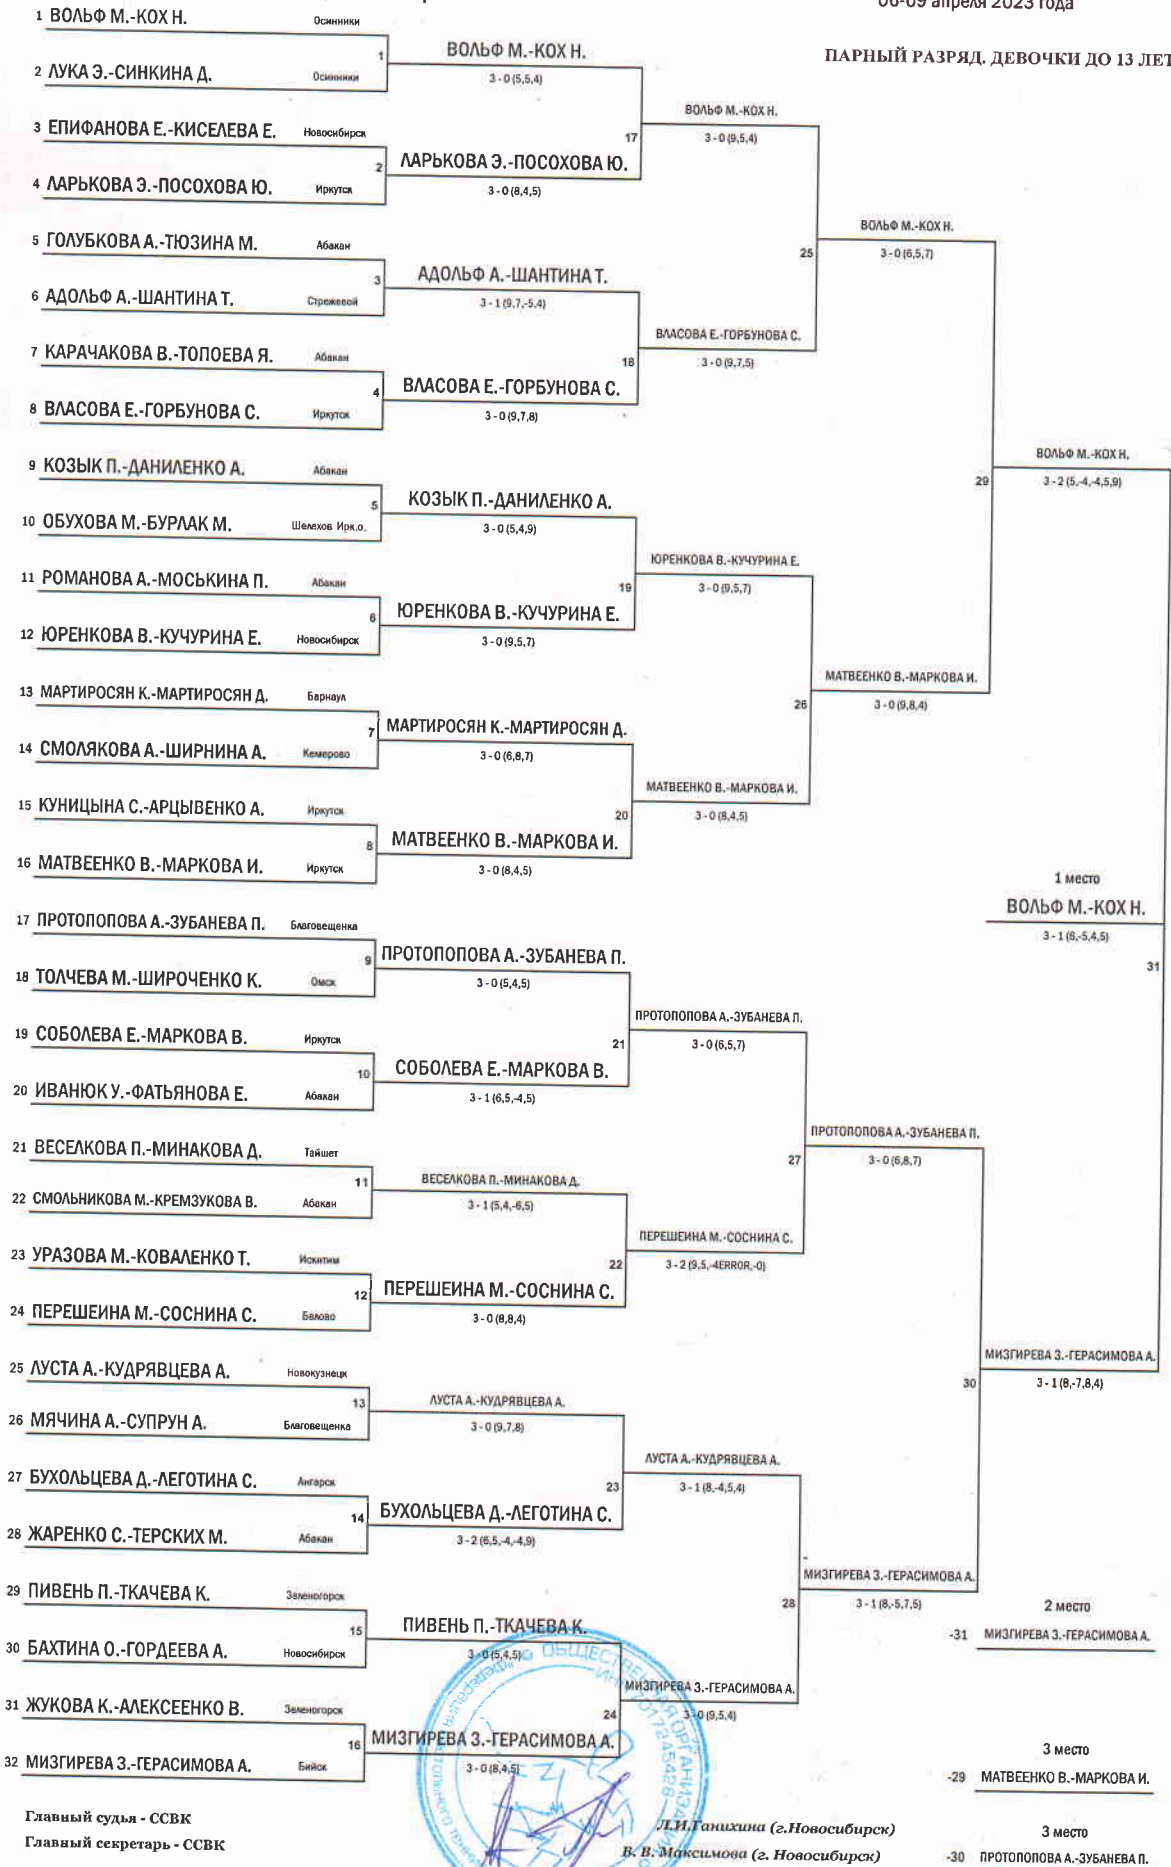 06-09 апреля 2023 года
ПАРНЫЙ РАЗРЯД. ДЕВОЧКИ ДО 13 ЛЕТ
1 ВОЛЬФ М.-КОХ Н. Осинники
1 ВОЛЬФ М.-КОХ Н.
3 - 0 (5,5,4)
2 ЛУКА Э.-СИНКИНА Д. Осинники
17 ВОЛЬФ М.-КОХ Н.
3 - 0 (9,5,4)
3 ЕПИФАНОВА Е.-КИСЕЛЕВА Е. Новосибирск
2 ЛАРЬКОВА Э.-ПОСОХОВА Ю.
3 - 0 (8,4,5)
4 ЛАРЬКОВА Э.-ПОСОХОВА Ю. Иркутск
25 ВОЛЬФ М.-КОХ Н.
3 - 0 (6,5,7)
5 ГОЛУБКОВА А.-ТЮЗИНА М. Абакан
3 АДОЛЬФ А.-ШАНТИНА Т.
3 - 1 (9,7,-5,4)
6 АДОЛЬФ А.-ШАНТИНА Т. Стрежевой
18 ВЛАСОВА Е.-ГОРБУНОВА С.
3 - 0 (9,7,5)
7 КАРАЧАКОВА В.-ТОПОЕВА Я. Абакан
4 ВЛАСОВА Е.-ГОРБУНОВА С.
3 - 0 (9,7,8)
8 ВЛАСОВА Е.-ГОРБУНОВА С. Иркутск
29 ВОЛЬФ М.-КОХ Н.
3 - 2 (5,-4,-4,5,9)
9 КОЗЫК П.-ДАНИЛЕНКО А. Абакан
5 КОЗЫК П.-ДАНИЛЕНКО А.
3 - 0 (5,4,9)
10 ОБУХОВА М.-БУРЛАК М. Шелехов Ирк.о.
19 ЮРЕНКОВА В.-КУЧУРИНА Е.
3 - 0 (9,5,7)
11 РОМАНОВА А.-МОСЬКИНА П. Абакан
6 ЮРЕНКОВА В.-КУЧУРИНА Е.
3 - 0 (9,5,7)
12 ЮРЕНКОВА В.-КУЧУРИНА Е. Новосибирск
26 МАТВЕЕНКО В.-МАРКОВА И.
3 - 0 (9,8,4)
13 МАРТИРОСЯН К.-МАРТИРОСЯН Д. Барнаул
7 МАРТИРОСЯН К.-МАРТИРОСЯН Д.
3 - 0 (6,8,7)
14 СМОЛЯКОВА А.-ШИРНИНА А. Кемерово
20 МАТВЕЕНКО В.-МАРКОВА И.
3 - 0 (8,4,5)
15 КУНИЦЫНА С.-АРЦЫВЕНКО А. Иркутск
8 МАТВЕЕНКО В.-МАРКОВА И.
3 - 0 (8,4,5)
16 МАТВЕЕНКО В.-МАРКОВА И. Иркутск
1 место
ВОЛЬФ М.-КОХ Н.
3 - 1 (6,-5,4,5)
31
17 ПРОТОПОПОВА А.-ЗУБАНЕВА П. Благовещенка
9 ПРОТОПОПОВА А.-ЗУБАНЕВА П.
3 - 0 (5,4,5)
18 ТОЛЧЕВА М.-ШИРОЧЕНКО К. Омск
21 ПРОТОПОПОВА А.-ЗУБАНЕВА П.
3 - 0 (6,5,7)
19 СОБОЛЕВА Е.-МАРКОВА В. Иркутск
10 СОБОЛЕВА Е.-МАРКОВА В.
3 - 1 (6,5,-4,5)
20 ИВАНЮК У.-ФАТЬЯНОВА Е. Абакан
27 ПРОТОПОПОВА А.-ЗУБАНЕВА П.
3 - 0 (6,8,7)
21 ВЕСЕЛКОВА П.-МИНАКОВА Д. Тайшет
11 ВЕСЕЛКОВА П.-МИНАКОВА Д.
3 - 1 (5,4,-6,5)
22 СМОЛЬНИКОВА М.-КРЕМЗУКОВА В. Абакан
22 ПЕРЕШЕИНА М.-СОСНИНА С.
3 - 2 (9,5,-4ERROR,-0)
23 УРАЗОВА М.-КОВАЛЕНКО Т. Искитим
12 ПЕРЕШЕИНА М.-СОСНИНА С.
3 - 0 (8,8,4)
24 ПЕРЕШЕИНА М.-СОСНИНА С. Белово
30 МИЗГИРЕВА З.-ГЕРАСИМОВА А.
3 - 1 (8,-7,8,4)
25 ЛУСТА А.-КУДРЯВЦЕВА А. Новокузнецк
13 ЛУСТА А.-КУДРЯВЦЕВА А.
3 - 0 (9,7,8)
26 МЯЧИНА А.-СУПРУН А. Благовещенка
23 ЛУСТА А.-КУДРЯВЦЕВА А.
3 - 1 (8,-4,5,4)
27 БУХОЛЬЦЕВА Д.-ЛЕГОТИНА С. Ангарск
14 БУХОЛЬЦЕВА Д.-ЛЕГОТИНА С.
3 - 2 (6,5,-4,-4,9)
28 ЖАРЕНКО С.-ТЕРСКИХ М. Абакан
28 МИЗГИРЕВА З.-ГЕРАСИМОВА А.
3 - 1 (8,-5,7,5)
29 ПИВЕНЬ П.-ТКАЧЕВА К. Зеленогорск
15 ПИВЕНЬ П.-ТКАЧЕВА К.
3 - 0 (5,4,5)
30 БАХТИНА О.-ГОРДЕЕВА А. Новосибирск
2 место
-31 МИЗГИРЕВА З.-ГЕРАСИМОВА А.
24 МИЗГИРЕВА З.-ГЕРАСИМОВА А.
3 - 0 (9,5,4)
31 ЖУКОВА К.-АЛЕКСЕЕНКО В. Зеленогорск
16 МИЗГИРЕВА З.-ГЕРАСИМОВА А.
3 - 0 (8,4,5)
32 МИЗГИРЕВА З.-ГЕРАСИМОВА А. Бийск
3 место
-29 МАТВЕЕНКО В.-МАРКОВА И.
Главный судья - ССВК Л.И.Ганихина (г.Новосибирск)
3 место
Главный секретарь - ССВК В. В. Максимова (г. Новосибирск)
-30 ПРОТОПОПОВА А.-ЗУБАНЕВА П.